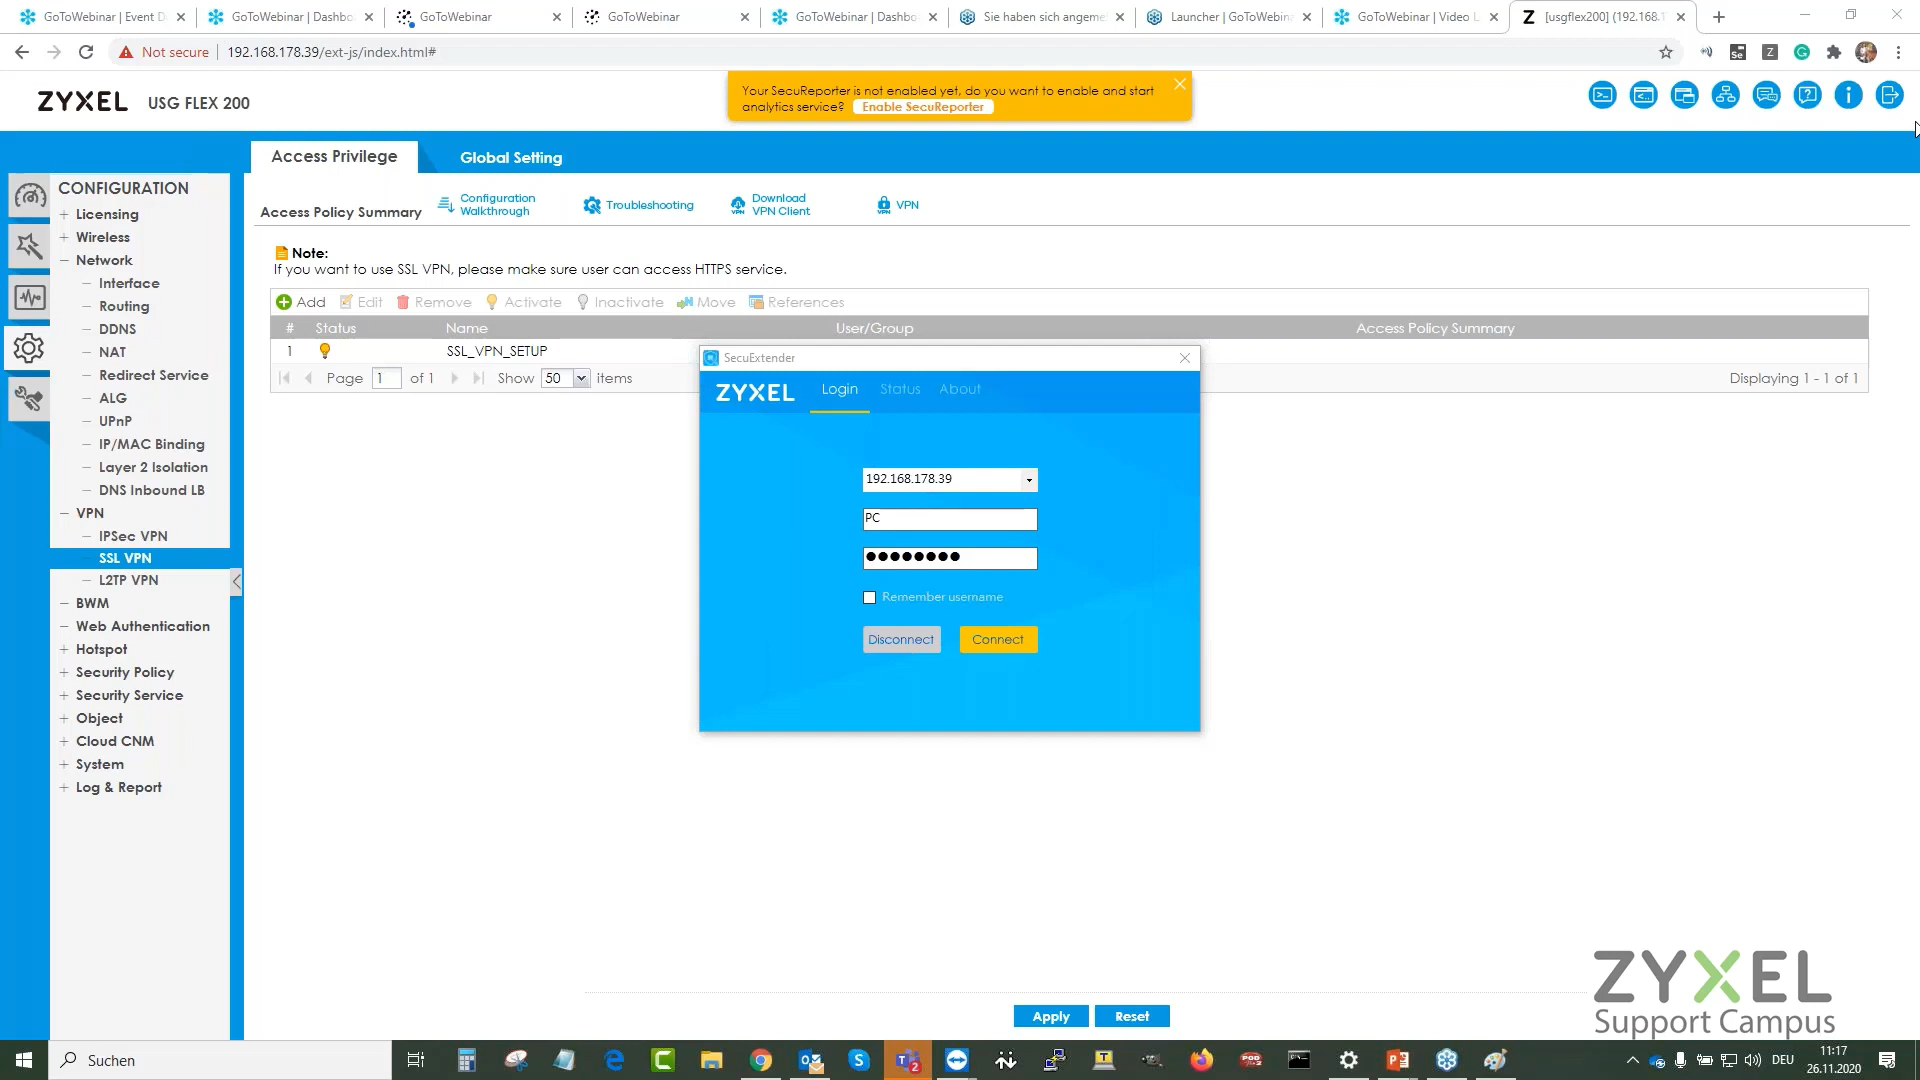 GoToWebinar | Event D
GoToWebinar | Dashbo
GoToWebinar
GoToWebinar
GoToWebinar | Dashbo
Sie haben sich angeme
Launcher | GoToWebin
GoToWebinar | Video L
[usgflex200] (192.168.1
Not secure
192.168.178.39/ext-js/index.html#
ZYXEL USG FLEX 200
Your SecuReporter is not enabled yet, do you want to enable and start
analytics service? Enable SecuReporter
Access Privilege
Global Setting
CONFIGURATION
+ Licensing
+ Wireless
− Network
− Interface
− Routing
− DDNS
− NAT
− Redirect Service
− ALG
− UPnP
− IP/MAC Binding
− Layer 2 Isolation
− DNS Inbound LB
− VPN
− IPSec VPN
SSL VPN
− L2TP VPN
− BWM
− Web Authentication
+ Hotspot
+ Security Policy
+ Security Service
+ Object
+ Cloud CNM
+ System
+ Log & Report
Access Policy Summary
Configuration
Walkthrough
Troubleshooting
Download
VPN Client
VPN
Note:
If you want to use SSL VPN, please make sure user can access HTTPS service.
Add Edit Remove Activate Inactivate Move References
# Status Name User/Group Access Policy Summary
1 SSL_VPN_SETUP
Page 1 of 1 Show 50 items
Displaying 1 - 1 of 1
SecuExtender
ZYXEL Login Status About
192.168.178.39
PC
●●●●●●●●
Remember username
Disconnect Connect
Apply Reset
ZYXEL
Support Campus
Suchen
DEU
11:17
26.11.2020